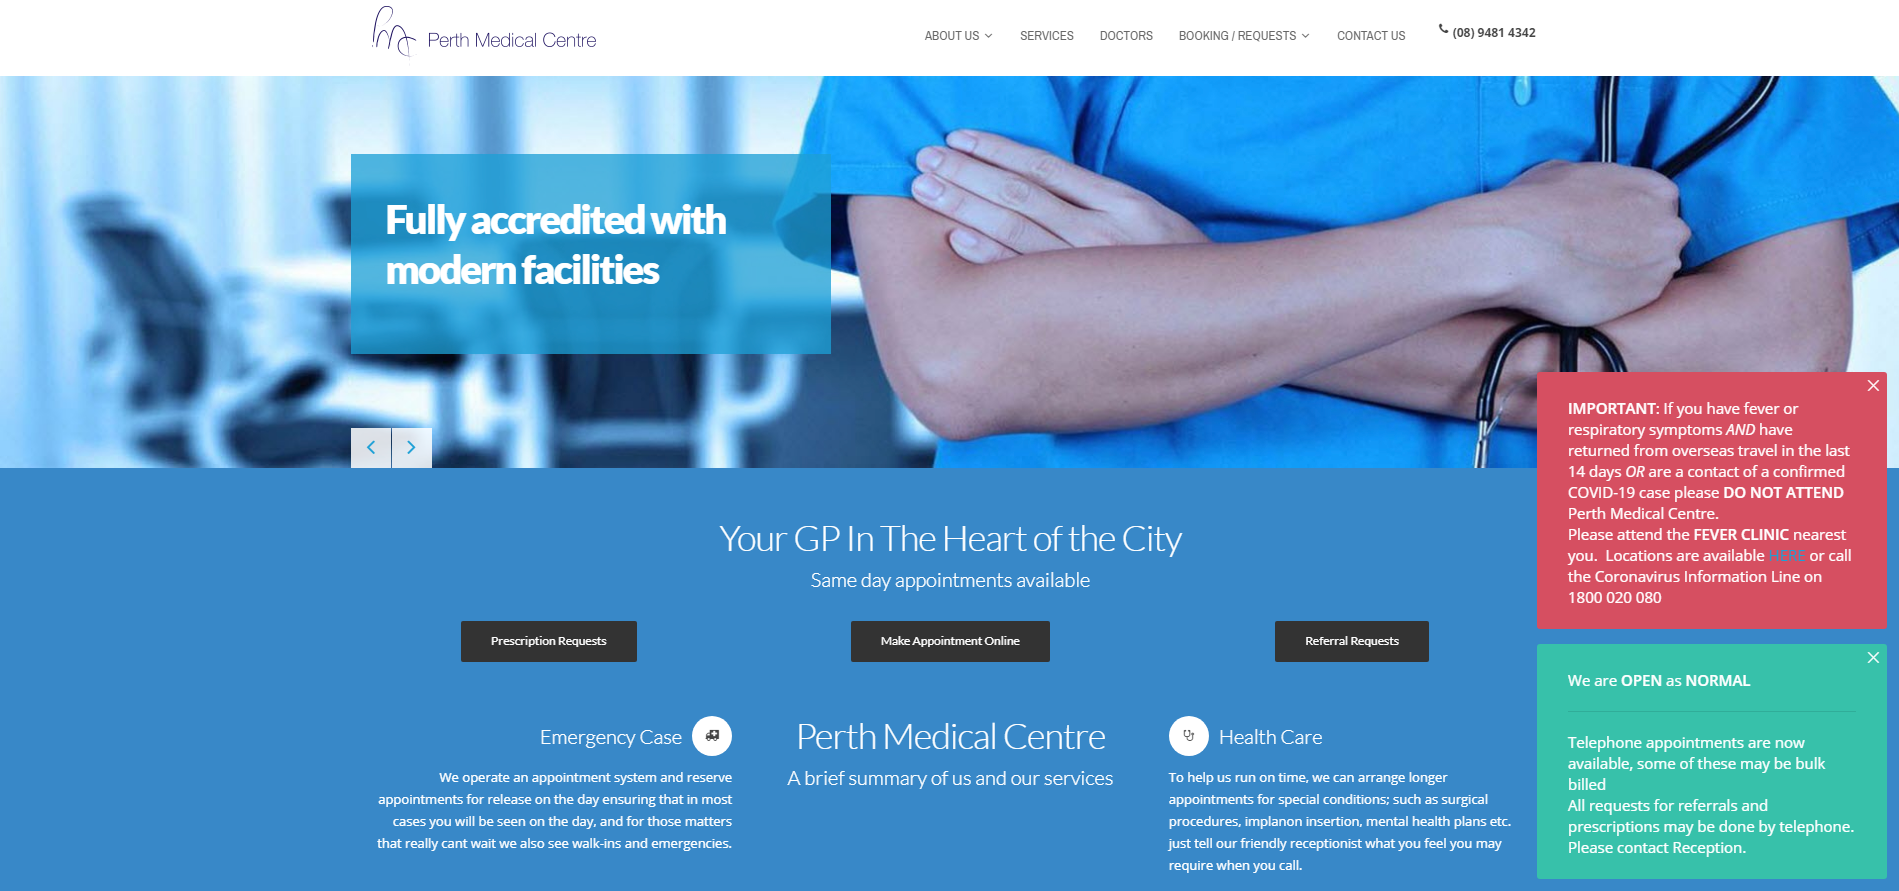 Perth Medical Centre
ABOUT US
SERVICES
DOCTORS
BOOKING / REQUESTS
CONTACT US
(08) 9481 4342
Fully accredited with
modern facilities
IMPORTANT: If you have fever or
respiratory symptoms AND have
returned from overseas travel in the last
14 days OR are a contact of a confirmed
COVID-19 case please DO NOT ATTEND
Perth Medical Centre.
Please attend the FEVER CLINIC nearest
you. Locations are available HERE or call
the Coronavirus Information Line on
1800 020 080
Your GP In The Heart of the City
Same day appointments available
Prescription Requests
Make Appointment Online
Referral Requests
We are OPEN as NORMAL
Telephone appointments are now
available, some of these may be bulk
billed
All requests for referrals and
prescriptions may be done by telephone.
Please contact Reception.
Emergency Case
We operate an appointment system and reserve
appointments for release on the day ensuring that in most
cases you will be seen on the day, and for those matters
that really cant wait we also see walk-ins and emergencies.
Perth Medical Centre
A brief summary of us and our services
Health Care
To help us run on time, we can arrange longer
appointments for special conditions; such as surgical
procedures, implanon insertion, mental health plans etc.
just tell our friendly receptionist what you feel you may
require when you call.